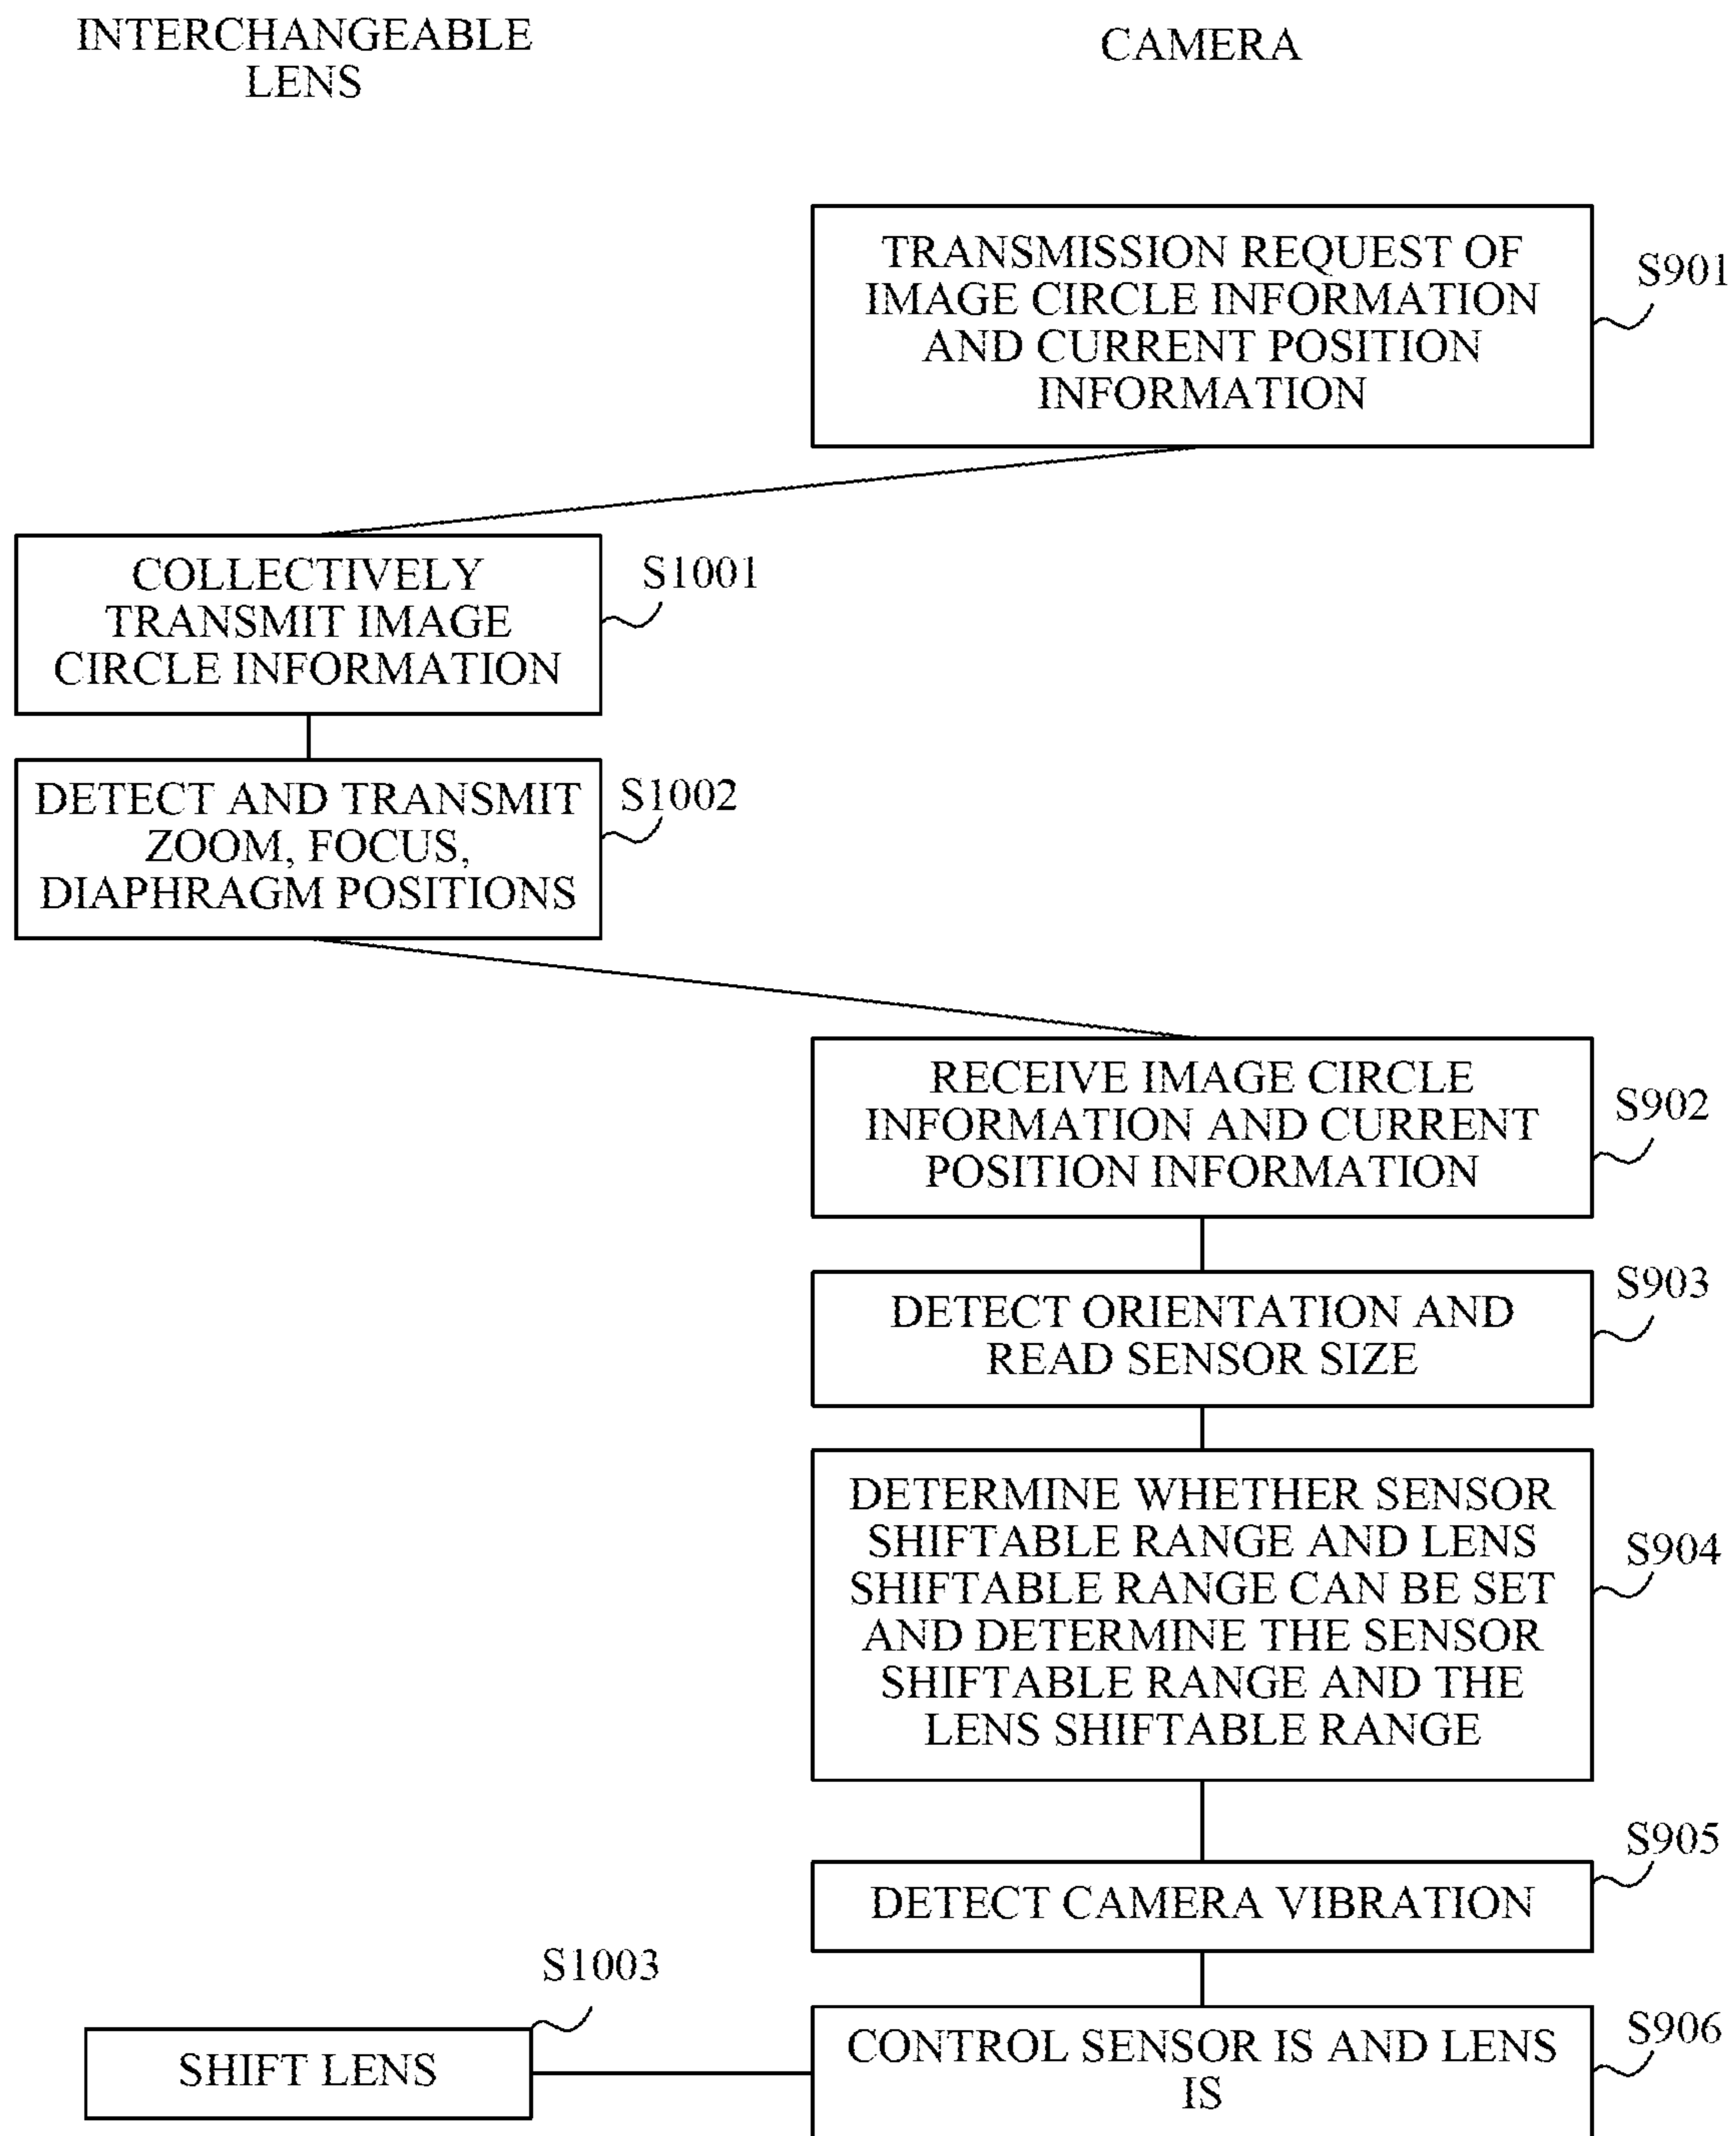 INTERCHANGEABLE
LENS
CAMERA
TRANSMISSION REQUEST OF
IMAGE CIRCLE INFORMATION
AND CURRENT POSITION
INFORMATION
S901
COLLECTIVELY
TRANSMIT IMAGE
CIRCLE INFORMATION
S1001
DETECT AND TRANSMIT
ZOOM, FOCUS,
DIAPHRAGM POSITIONS
S1002
RECEIVE IMAGE CIRCLE
INFORMATION AND CURRENT
POSITION INFORMATION
S902
DETECT ORIENTATION AND
READ SENSOR SIZE
S903
DETERMINE WHETHER SENSOR
SHIFTABLE RANGE AND LENS
SHIFTABLE RANGE CAN BE SET
AND DETERMINE THE SENSOR
SHIFTABLE RANGE AND THE
LENS SHIFTABLE RANGE
S904
DETECT CAMERA VIBRATION
S905
CONTROL SENSOR IS AND LENS
IS
S906
SHIFT LENS
S1003